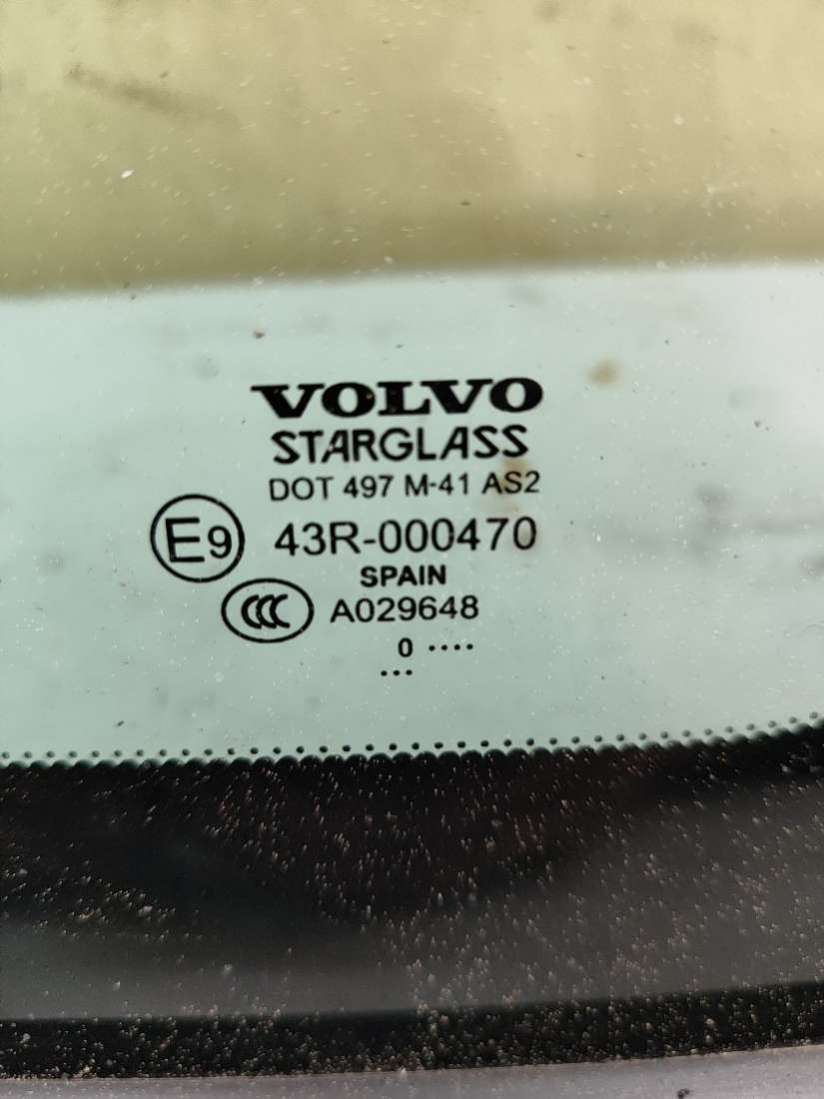 VOLVO
STARGLASS
DOT 497 M-41 AS2
E9 43R-000470
SPAIN
CCC A029648
0 ....
...